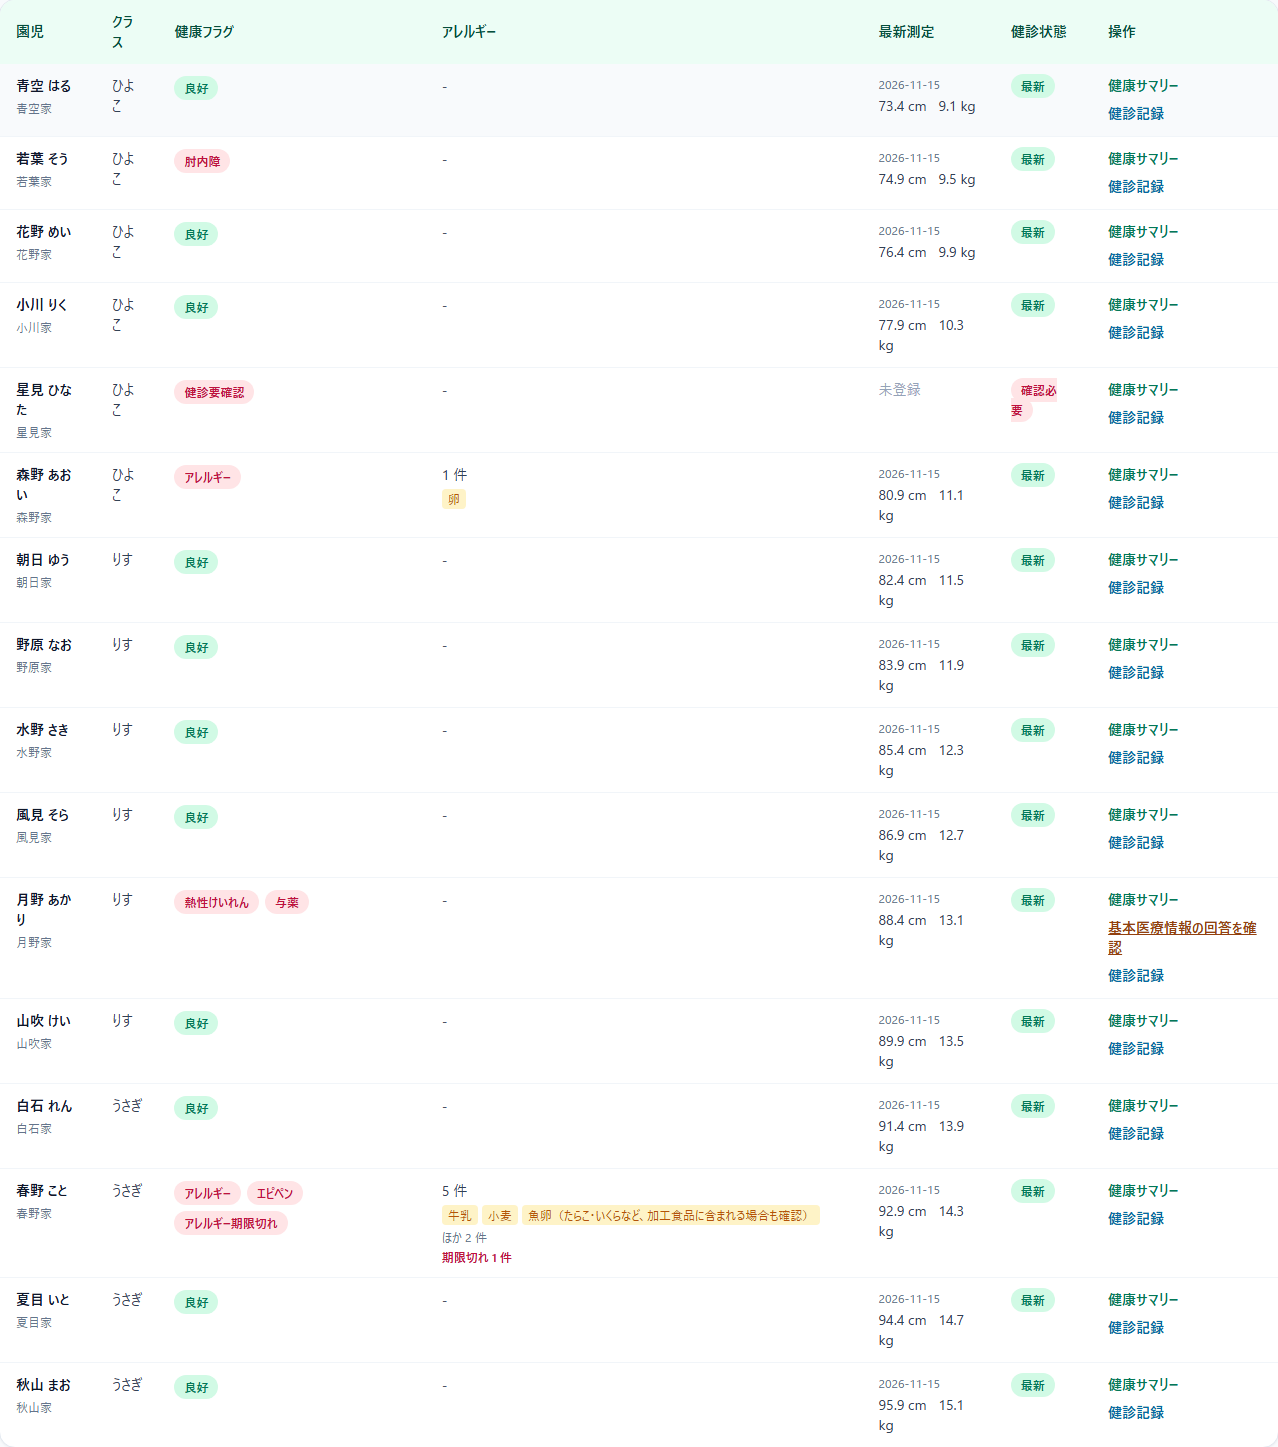 園児
クラ
ス
健康フラグ
アレルギー
最新測定
健診状態
操作
青空 はる
青空家
ひよ
こ
良好
-
2026-11-15
73.4 cm 9.1 kg
最新
健康サマリー
健診記録
若葉 そう
若葉家
ひよ
こ
肘内障
-
2026-11-15
74.9 cm 9.5 kg
最新
健康サマリー
健診記録
花野 めい
花野家
ひよ
こ
良好
-
2026-11-15
76.4 cm 9.9 kg
最新
健康サマリー
健診記録
小川 りく
小川家
ひよ
こ
良好
-
2026-11-15
77.9 cm 10.3
kg
最新
健康サマリー
健診記録
星見 ひな
た
星見家
ひよ
こ
健診要確認
-
未登録
確認必
要
健康サマリー
健診記録
森野 あお
い
森野家
ひよ
こ
アレルギー
1 件
卵
2026-11-15
80.9 cm 11.1
kg
最新
健康サマリー
健診記録
朝日 ゆう
朝日家
りす
良好
-
2026-11-15
82.4 cm 11.5
kg
最新
健康サマリー
健診記録
野原 なお
野原家
りす
良好
-
2026-11-15
83.9 cm 11.9
kg
最新
健康サマリー
健診記録
水野 さき
水野家
りす
良好
-
2026-11-15
85.4 cm 12.3
kg
最新
健康サマリー
健診記録
風見 そら
風見家
りす
良好
-
2026-11-15
86.9 cm 12.7
kg
最新
健康サマリー
健診記録
月野 あか
り
月野家
りす
熱性けいれん 与薬
-
2026-11-15
88.4 cm 13.1
kg
最新
健康サマリー
基本医療情報の回答を確
認
健診記録
山吹 けい
山吹家
りす
良好
-
2026-11-15
89.9 cm 13.5
kg
最新
健康サマリー
健診記録
白石 れん
白石家
うさぎ
良好
-
2026-11-15
91.4 cm 13.9
kg
最新
健康サマリー
健診記録
春野 こと
春野家
うさぎ
アレルギー エピペン
アレルギー期限切れ
5 件
牛乳 小麦 魚卵（たらこ・いくらなど、加工食品に含まれる場合も確認）
ほか 2 件
期限切れ 1 件
2026-11-15
92.9 cm 14.3
kg
最新
健康サマリー
健診記録
夏目 いと
夏目家
うさぎ
良好
-
2026-11-15
94.4 cm 14.7
kg
最新
健康サマリー
健診記録
秋山 まお
秋山家
うさぎ
良好
-
2026-11-15
95.9 cm 15.1
kg
最新
健康サマリー
健診記録